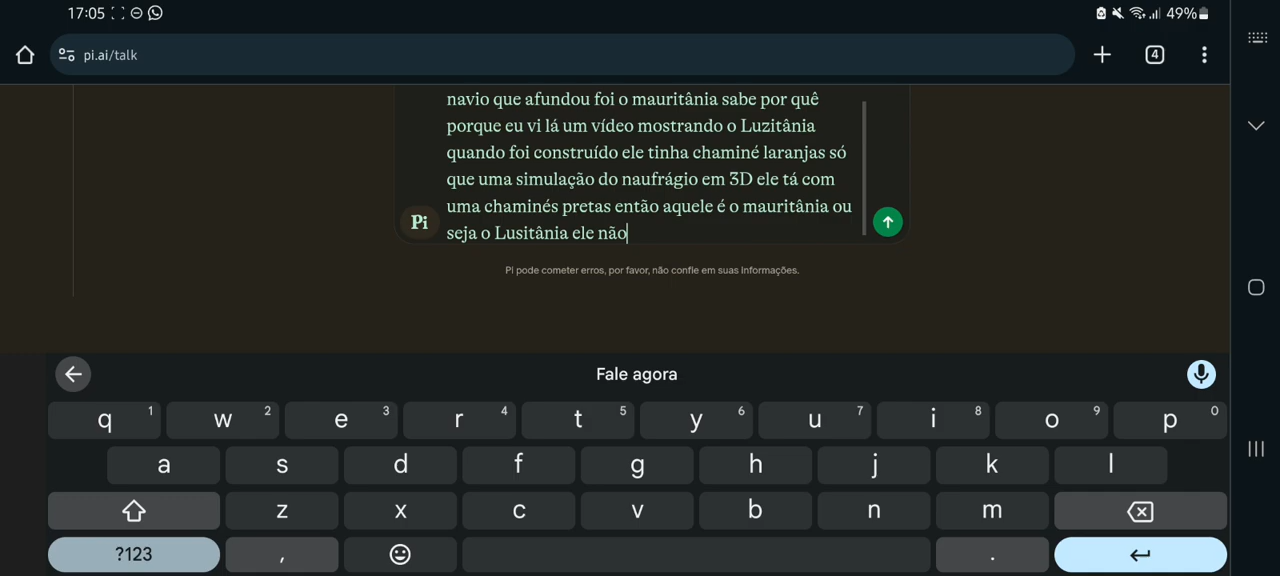 17:05 49%
pi.ai/talk 4
navio que afundou foi o mauritânia sabe por quê
porque eu vi lá um vídeo mostrando o Luzitânia
quando foi construído ele tinha chaminé laranjas só
que uma simulação do naufrágio em 3D ele tá com
uma chaminés pretas então aquele é o mauritânia ou
seja o Lusitânia ele não
Pi
Pi pode cometer erros, por favor, não confie em suas informações.
Fale agora
q 1 w 2 e 3 r 4 t 5 y 6 u 7 i 8 o 9 p 0
a s d f g h j k l
z x c v b n m
?123 , .